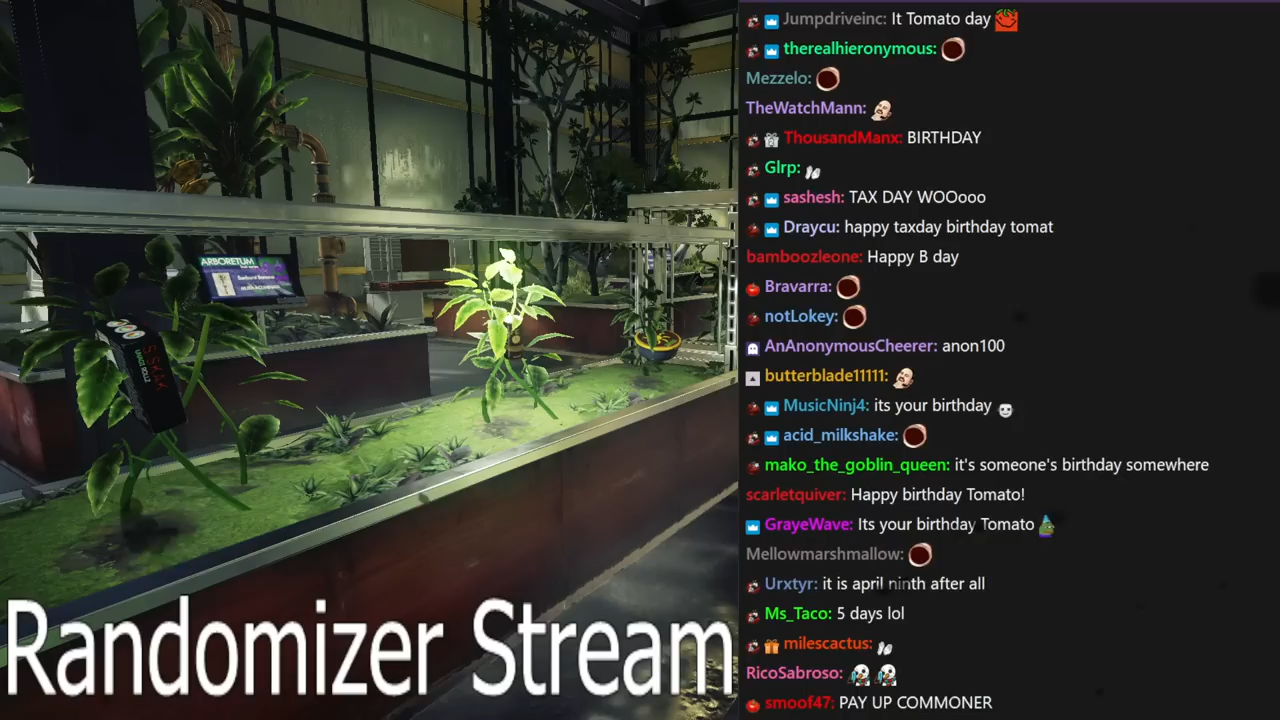 Jumpdriveinc: It Tomato day
therealhieronymous:
Mezzelo:
TheWatchMann:
ThousandManx: BIRTHDAY
Glrp:
sashesh: TAX DAY WOOooo
Draycu: happy taxday birthday tomat
bamboozleone: Happy B day
Bravarra:
notLokey:
AnAnonymousCheerer: anon100
butterblade11111:
MusicNinj4: its your birthday
acid_milkshake:
mako_the_goblin_queen: it's someone's birthday somewhere
scarletquiver: Happy birthday Tomato!
GrayeWave: Its your birthday Tomato
Mellowmarshmallow:
Urxtyr: it is april ninth after all
Ms_Taco: 5 days lol
milescactus:
RicoSabroso:
smoof47: PAY UP COMMONER
ARBORETUM
Randomizer Stream